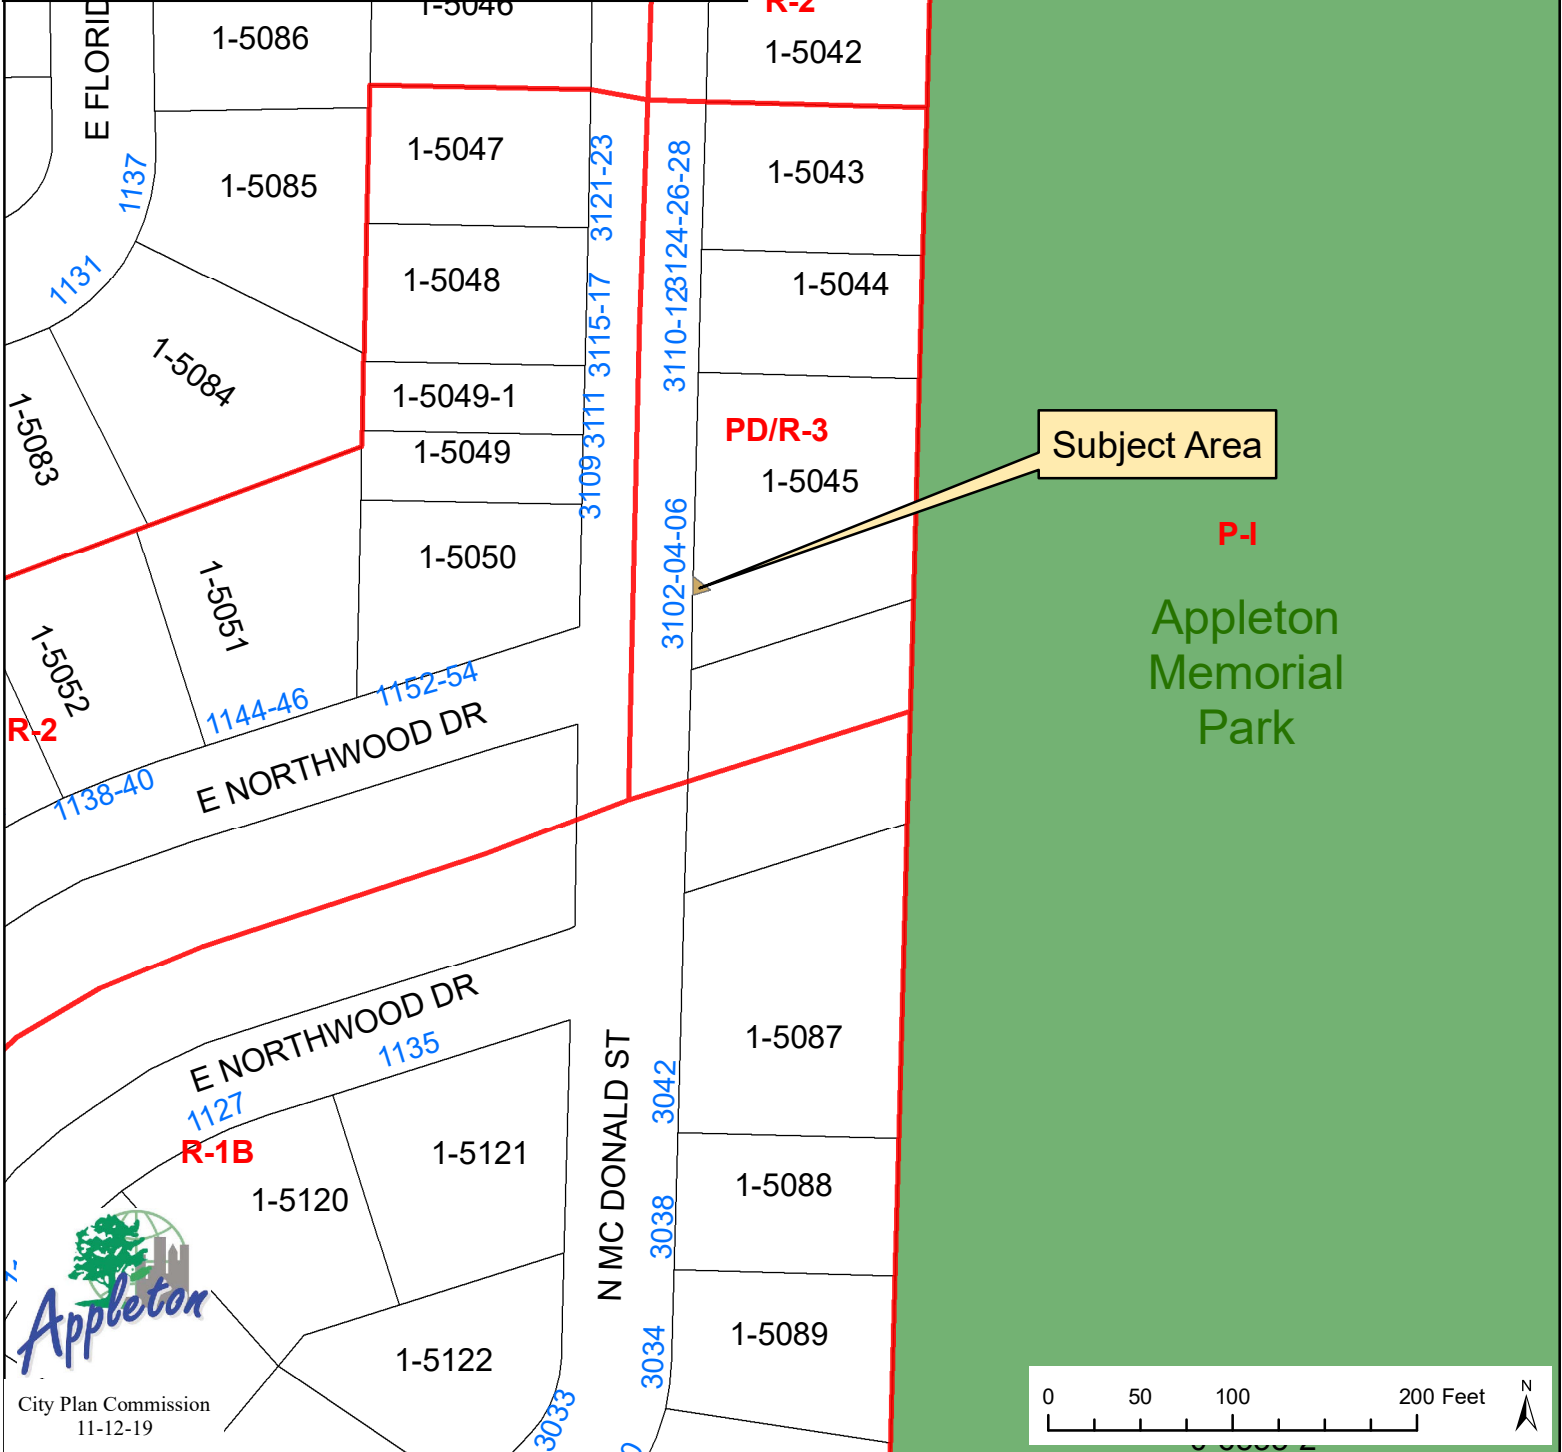 1-5046
R-2
1-5086
1-5042
E FLORID
1-5047
3121-23
3124-26-28
1-5043
1137
1-5085
1131
1-5048
3115-17
3110-12
1-5044
1-5084
1-5083
1-5049-1
3111
1-5049
3109
PD/R-3
1-5045
Subject Area
P-I
1-5050
3102-04-06
1-5051
1-5052
Appleton
Memorial
Park
R-2
1144-46
1152-54
1138-40
E NORTHWOOD DR
E NORTHWOOD DR
1135
1127
R-1B
1-5087
3042
N MC DONALD ST
1-5121
1-5120
1-5088
3038
1-5122
1-5089
3034
3033
Appleton
City Plan Commission
11-12-19
0 50 100 200 Feet
N